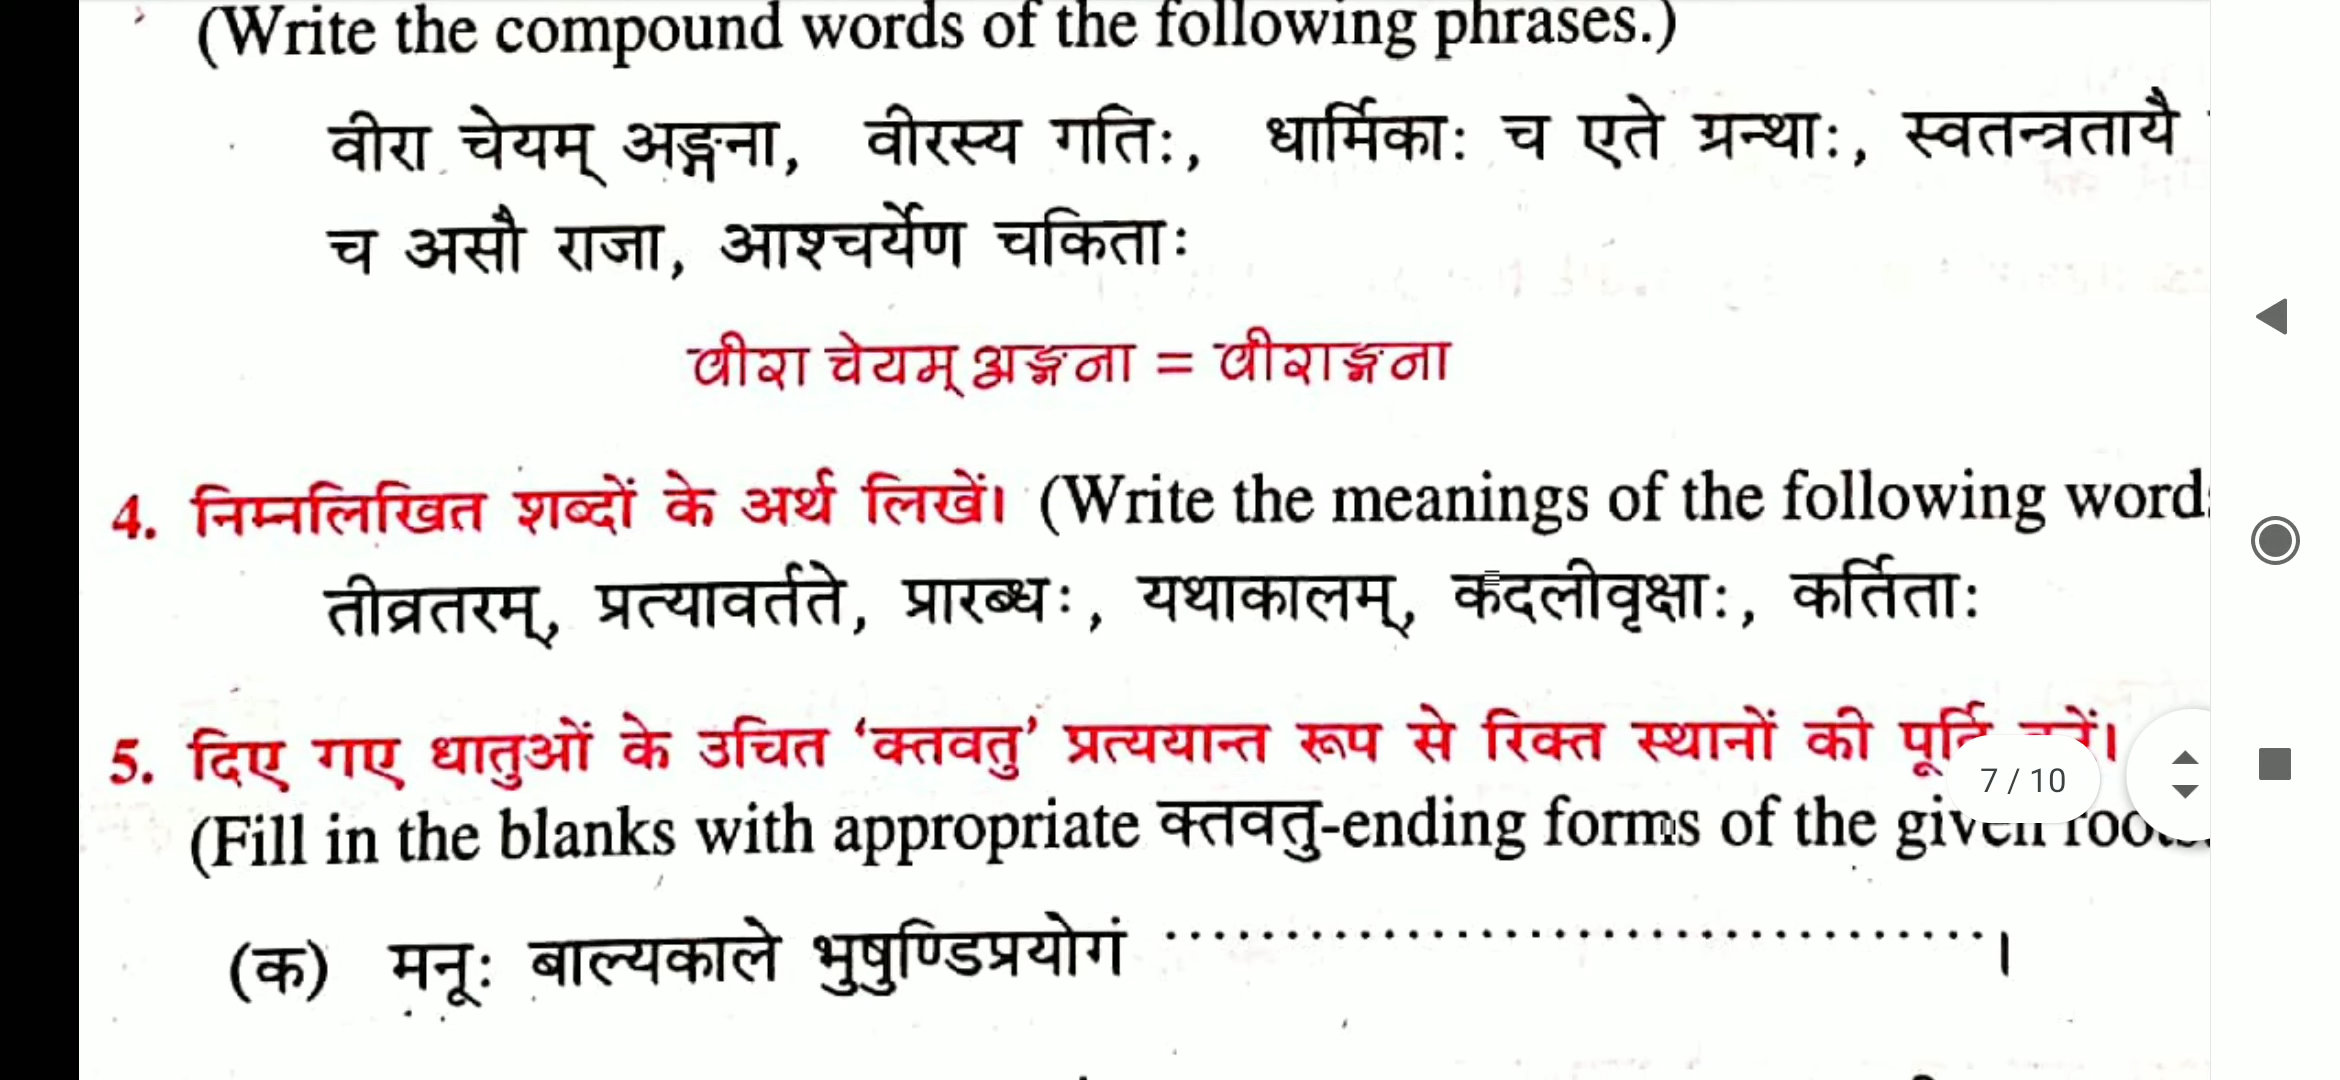 (Write the compound words of the following phrases.)
वीरा चेयम् अङ्गना, वीरस्य गतिः, धार्मिकाः च एते ग्रन्थाः, स्वतन्त्रतायै
च असौ राजा, आश्चर्येण चकिताः
वीरा चेयम् अङ्गना = वीराङ्गना
4. निम्नलिखित शब्दों के अर्थ लिखें। (Write the meanings of the following word
तीव्रतरम्, प्रत्यावर्तते, प्रारब्धः, यथाकालम्, कदलीवृक्षाः, कर्तिताः
5. दिए गए धातुओं के उचित ‘क्तवतु’ प्रत्ययान्त रूप से रिक्त स्थानों की पूर्ति करें।
7 / 10
(Fill in the blanks with appropriate क्तवतु-ending forms of the given roots.
(क) मनूः बाल्यकाले भुषुण्डिप्रयोगं ....................................।